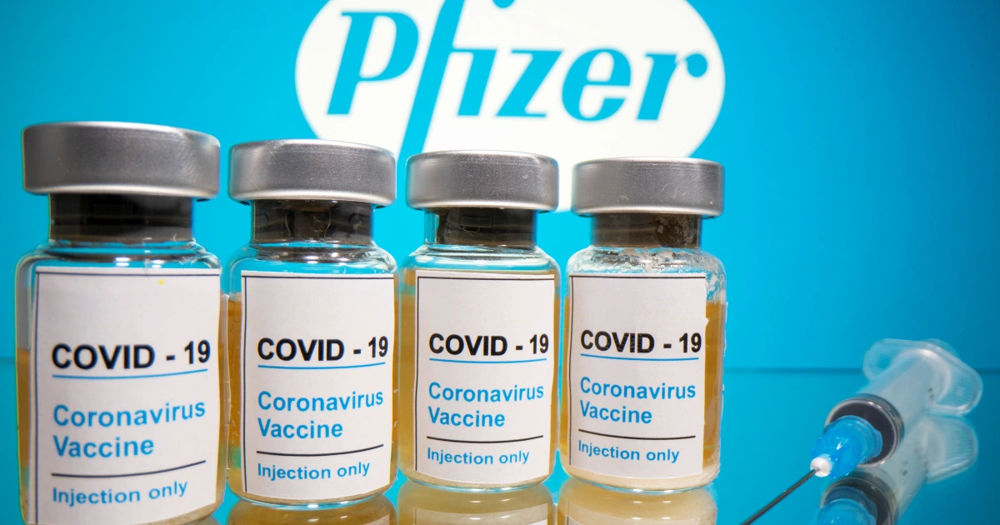 Pfizer
COVID - 19
Coronavirus
Vaccine
Injection only
COVID - 19
Coronavirus
Vaccine
Injection only
COVID - 19
Coronavirus
Vaccine
Injection only
COVID - 19
Coronavirus
Vaccine
Injection only